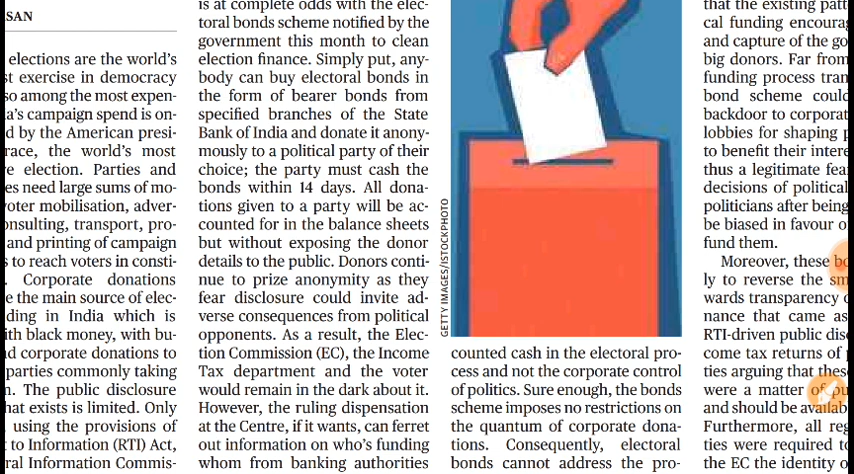 SAN
elections are the world's
exercise in democracy
so among the most expen-
campaign spend is on-
by the American presi-
race, the world's most
election. Parties and
need large sums of mo-
voter mobilisation, adver-
onsulting, transport, pro-
and printing of campaign
to reach voters in consti-
. Corporate donations
the main source of elec-
ding in India which is
ith black money, with bu-
corporate donations to
parties commonly taking
The public disclosure
hat exists is limited. Only
using the provisions of
to Information (RTI) Act,
ral Information Commis-
is at complete odds with the elec-
toral bonds scheme notified by the
government this month to clean
election finance. Simply put, any-
body can buy electoral bonds in
the form of bearer bonds from
specified branches of the State
Bank of India and donate it anony-
mously to a political party of their
choice; the party must cash the
bonds within 14 days. All dona-
tions given to a party will be ac-
counted for in the balance sheets
but without exposing the donor
details to the public. Donors conti-
nue to prize anonymity as they
fear disclosure could invite ad-
verse consequences from political
opponents. As a result, the Elec-
tion Commission (EC), the Income
Tax department and the voter
would remain in the dark about it.
However, the ruling dispensation
at the Centre, if it wants, can ferret
out information on who's funding
whom from banking authorities
GETTY IMAGES/ISTOCKPHOTO
counted cash in the electoral pro-
cess and not the corporate control
of politics. Sure enough, the bonds
scheme imposes no restrictions on
the quantum of corporate dona-
tions. Consequently, electoral
bonds cannot address the pro-
that the existing patt
cal funding encourag
and capture of the go
big donors. Far from
funding process tran
bond scheme could
backdoor to corporat
lobbies for shaping p
to benefit their intere
thus a legitimate fea
decisions of political
politicians after being
be biased in favour o
fund them.
Moreover, these bo
ly to reverse the sm
wards transparency
nance that came as
RTI-driven public dis
come tax returns of p
ties arguing that thes
were a matter of pu
and should be availab
Furthermore, all reg
ties were required to
the EC the identity o